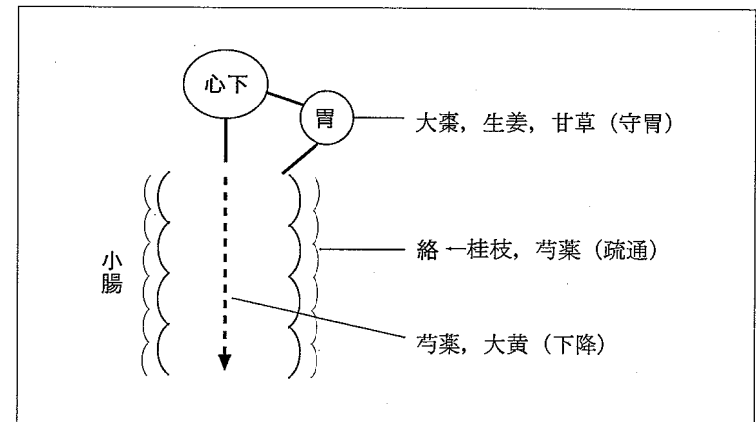 心下
胃
大棗，生姜，甘草（守胃）
小腸
絡←桂枝，芍薬（疏通）
芍薬，大黄（下降）